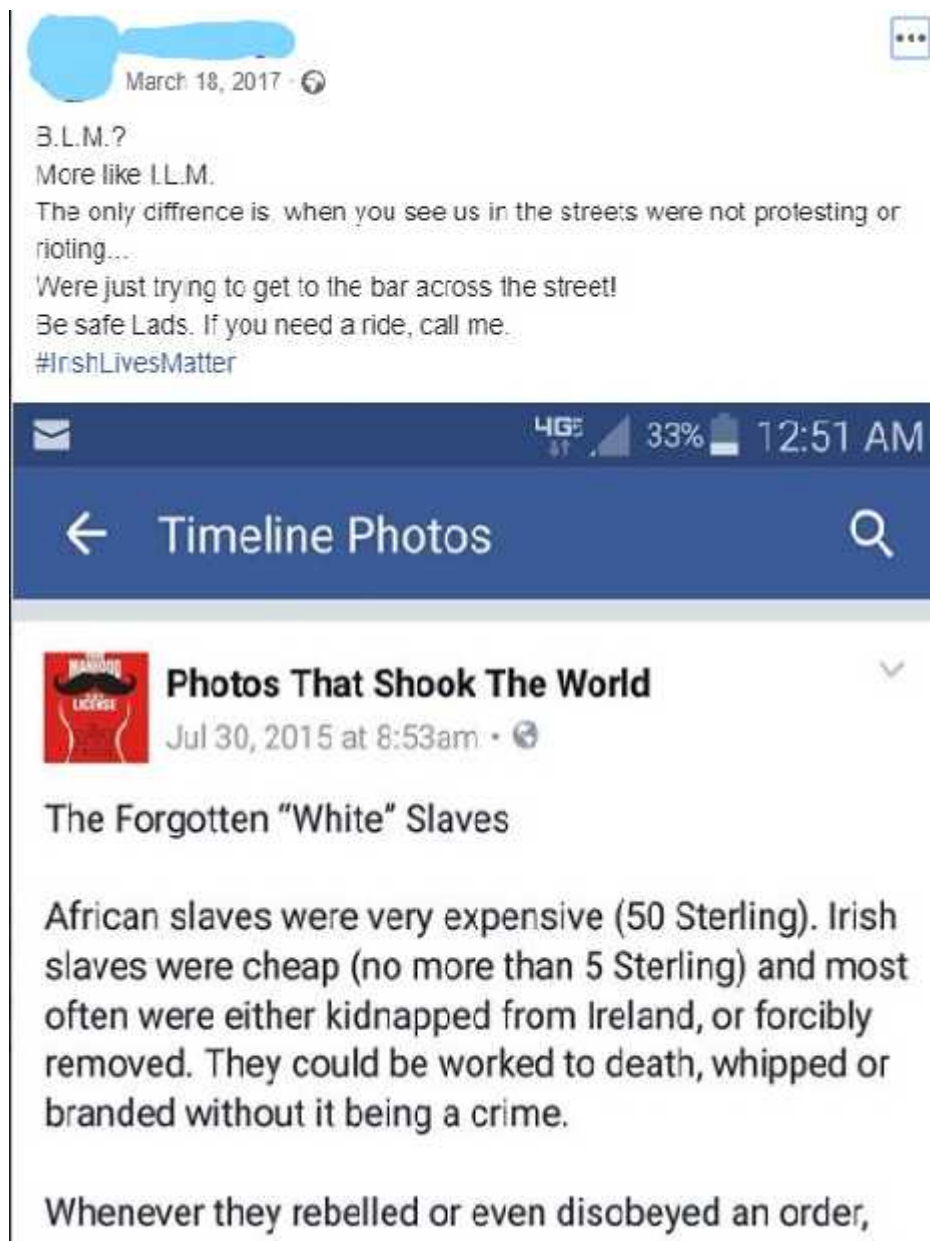 March 18, 2017
B.L.M.?
More like I.L.M.
The only diffrence is, when you see us in the streets were not protesting or
rioting...
Were just trying to get to the bar across the street!
Be safe Lads. If you need a ride, call me.
#IrishLivesMatter
4G 33% 12:51 AM
Timeline Photos
MANHOOD
LICENSE
Photos That Shook The World
Jul 30, 2015 at 8:53am •
The Forgotten “White” Slaves
African slaves were very expensive (50 Sterling). Irish
slaves were cheap (no more than 5 Sterling) and most
often were either kidnapped from Ireland, or forcibly
removed. They could be worked to death, whipped or
branded without it being a crime.
Whenever they rebelled or even disobeyed an order,